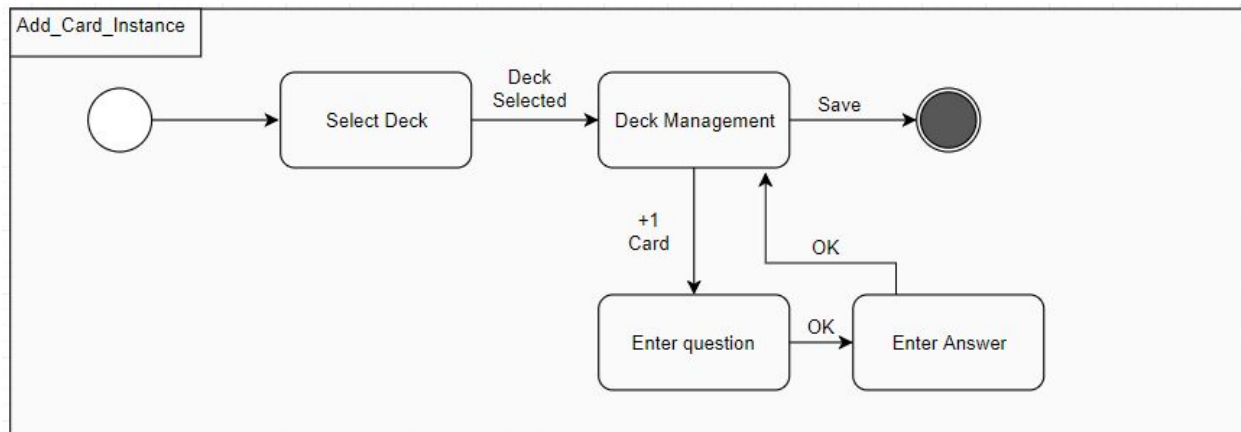 Add_Card_Instance
Select Deck
Deck
Selected
Deck Management
Save
+1
Card
OK
Enter question
OK
Enter Answer